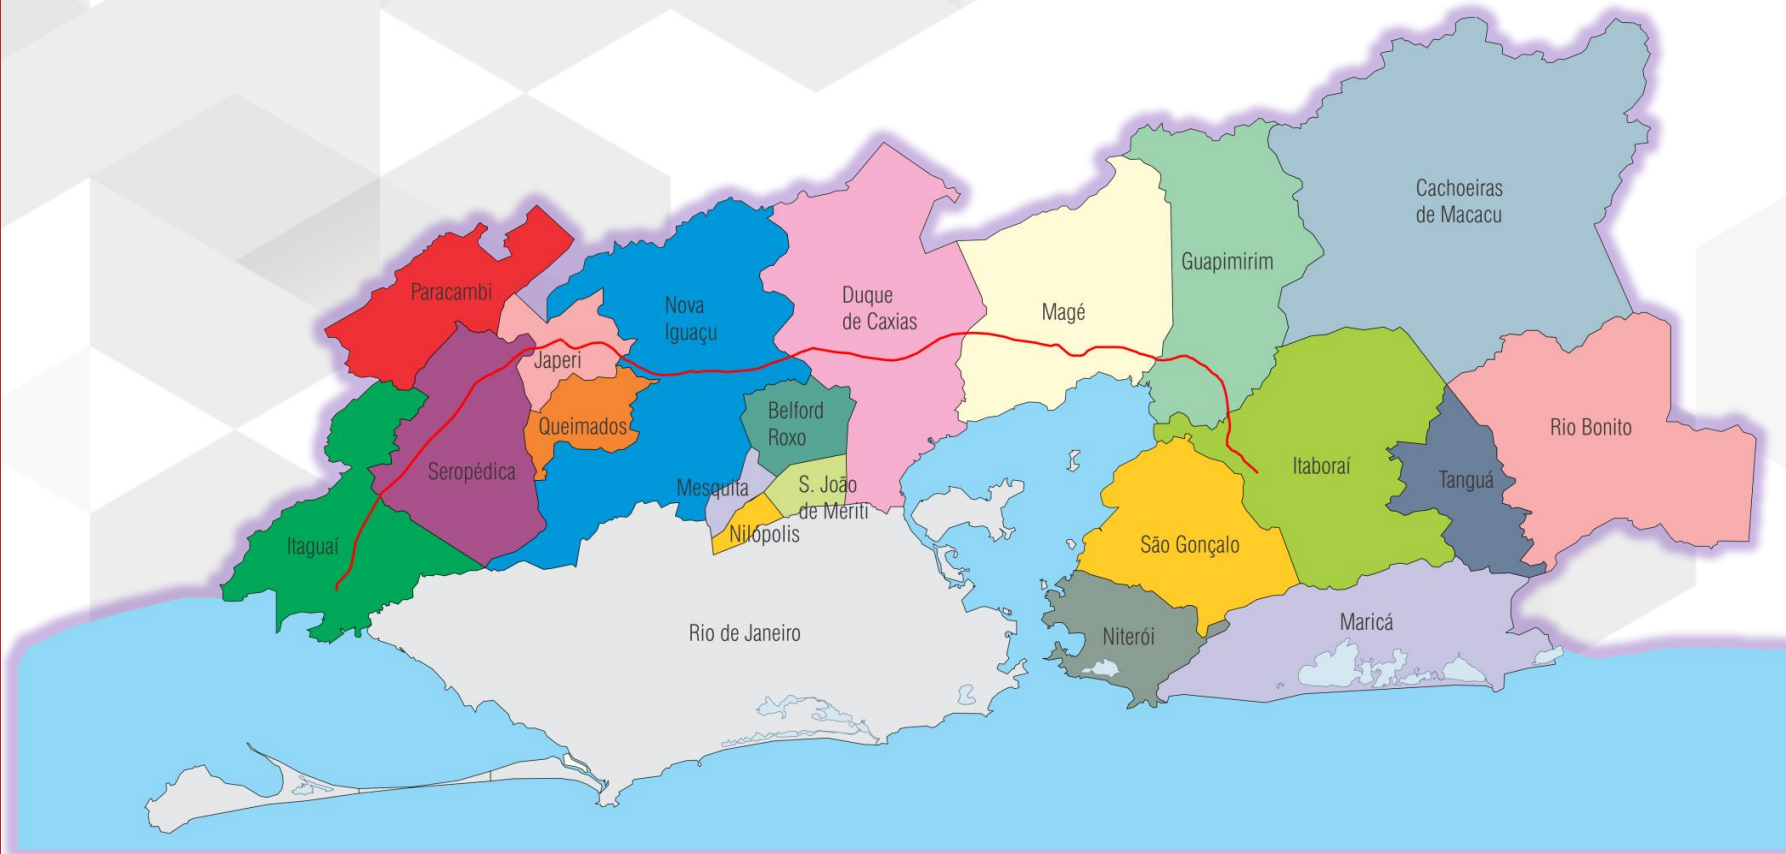 Cachoeiras
de Macacu
Guapimirim
Paracambi
Nova
Iguaçu
Duque
de Caxias
Magé
Japeri
Belford
Roxo
Queimados
Rio Bonito
Seropédica
Itaboraí
Tanguá
Mesquita
S. João
de Meriti
Nilópolis
Itaguaí
São Gonçalo
Rio de Janeiro
Niterói
Maricá